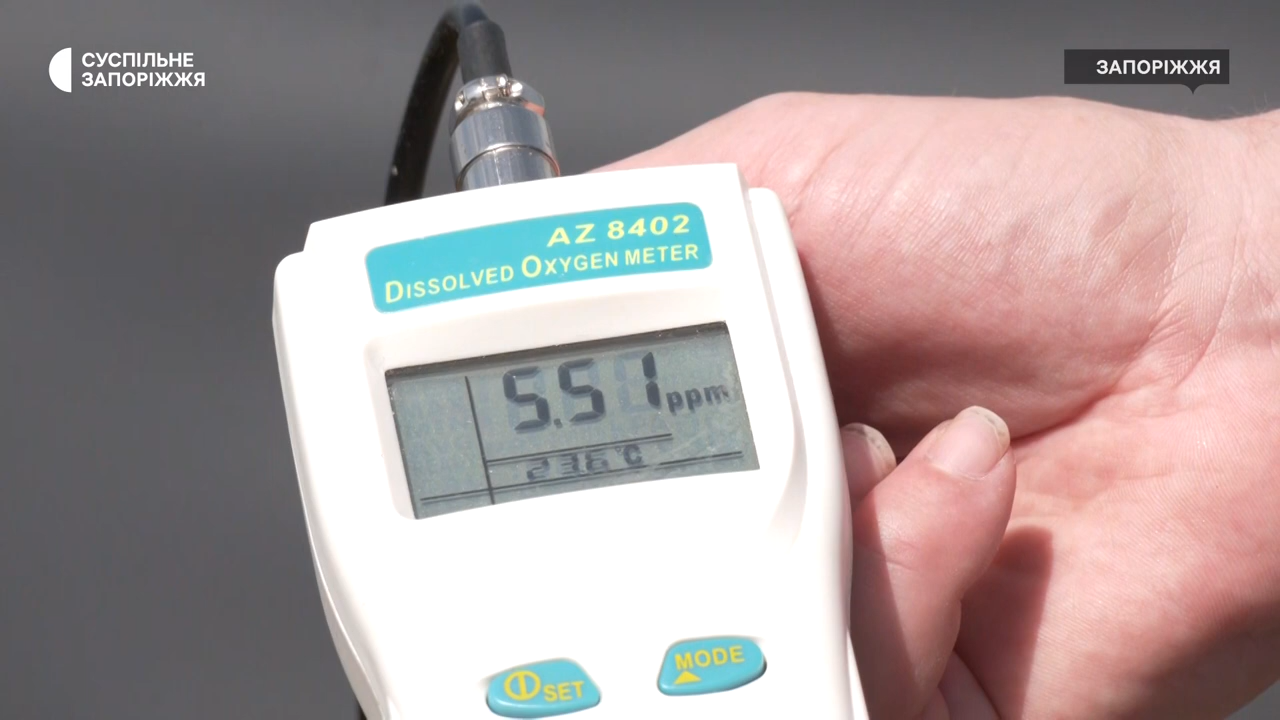 СУСПІЛЬНЕ
ЗАПОРІЖЖЯ
ЗАПОРІЖЖЯ
AZ 8402
DISSOLVED OXYGEN METER
5.51 ppm
23.6 °C
SET
MODE